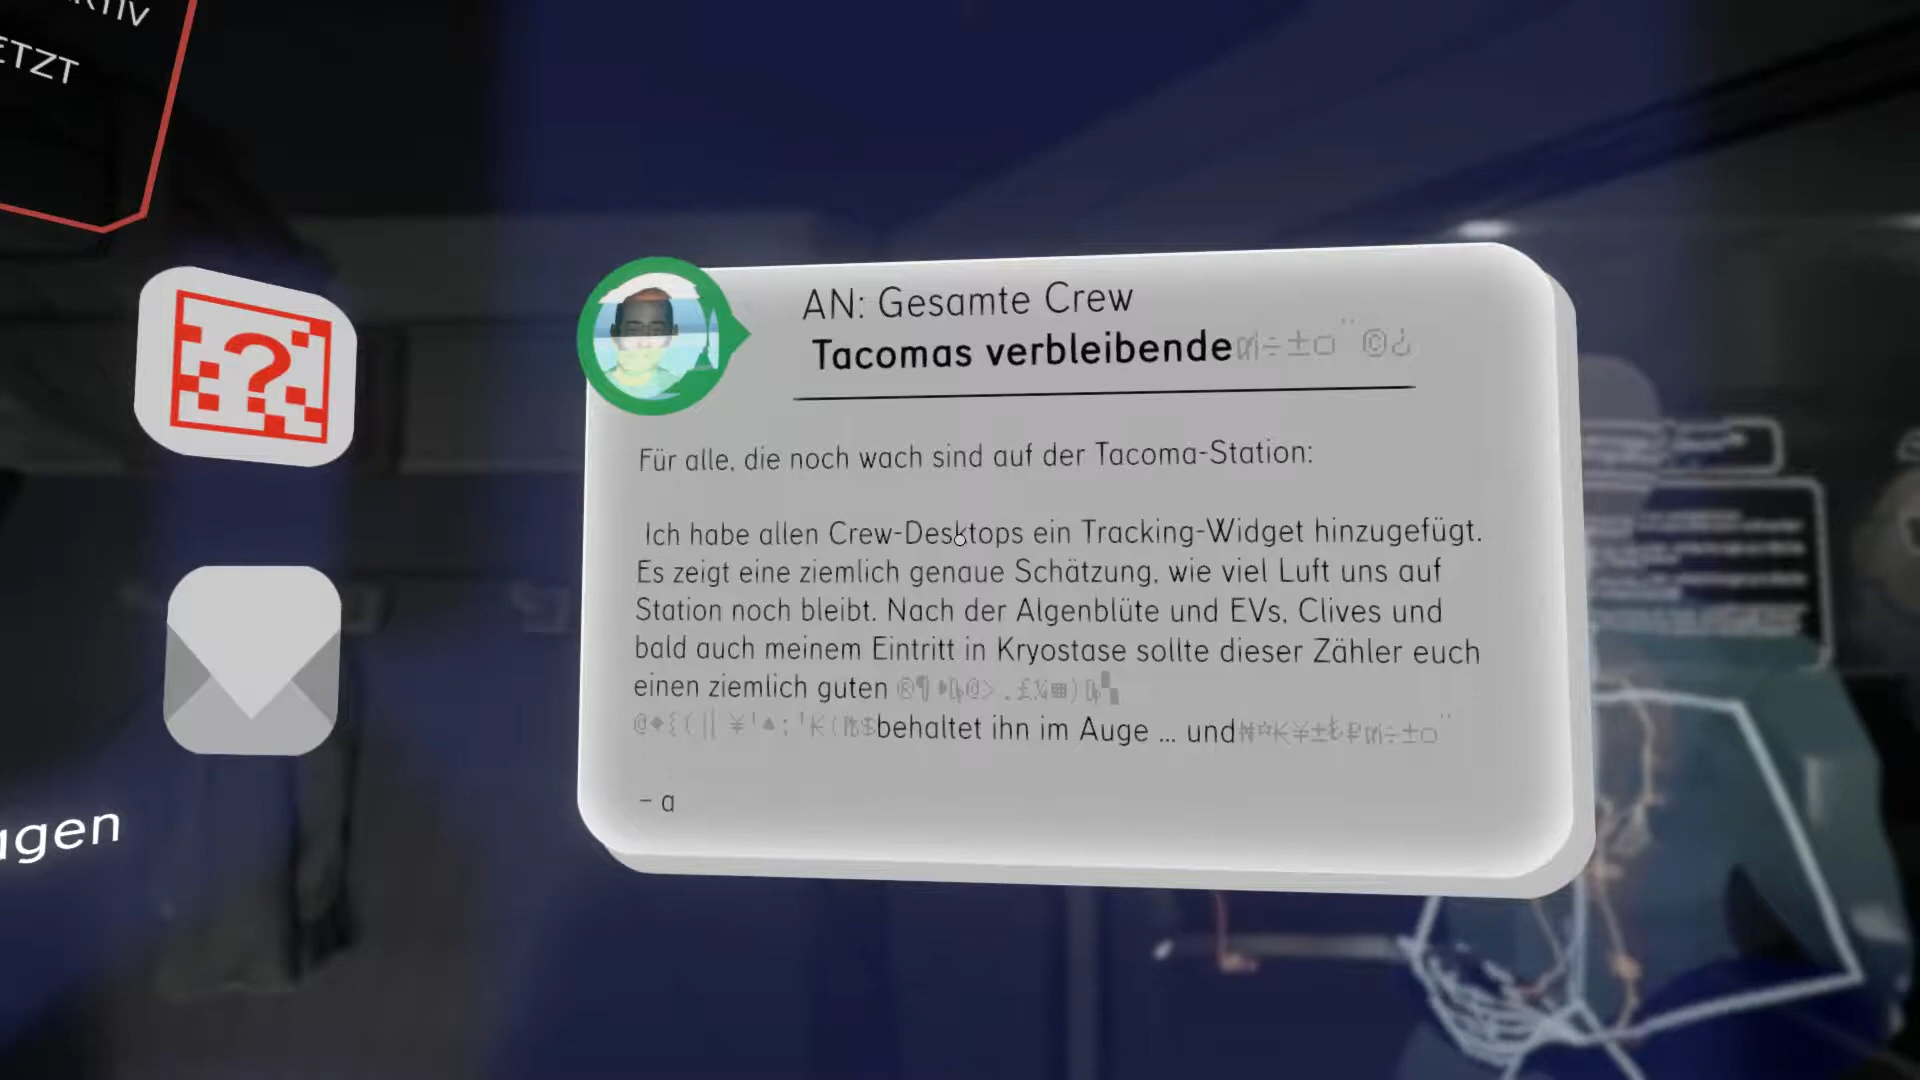 ETZT
?
AN: Gesamte Crew
Tacomas verbleibende
Für alle, die noch wach sind auf der Tacoma-Station:
Ich habe allen Crew-Desktops ein Tracking-Widget hinzugefügt.
Es zeigt eine ziemlich genaue Schätzung, wie viel Luft uns auf
Station noch bleibt. Nach der Algenblüte und EVs, Clives und
bald auch meinem Eintritt in Kryostase sollte dieser Zähler euch
einen ziemlich guten
behaltet ihn im Auge ... und
– a
agen